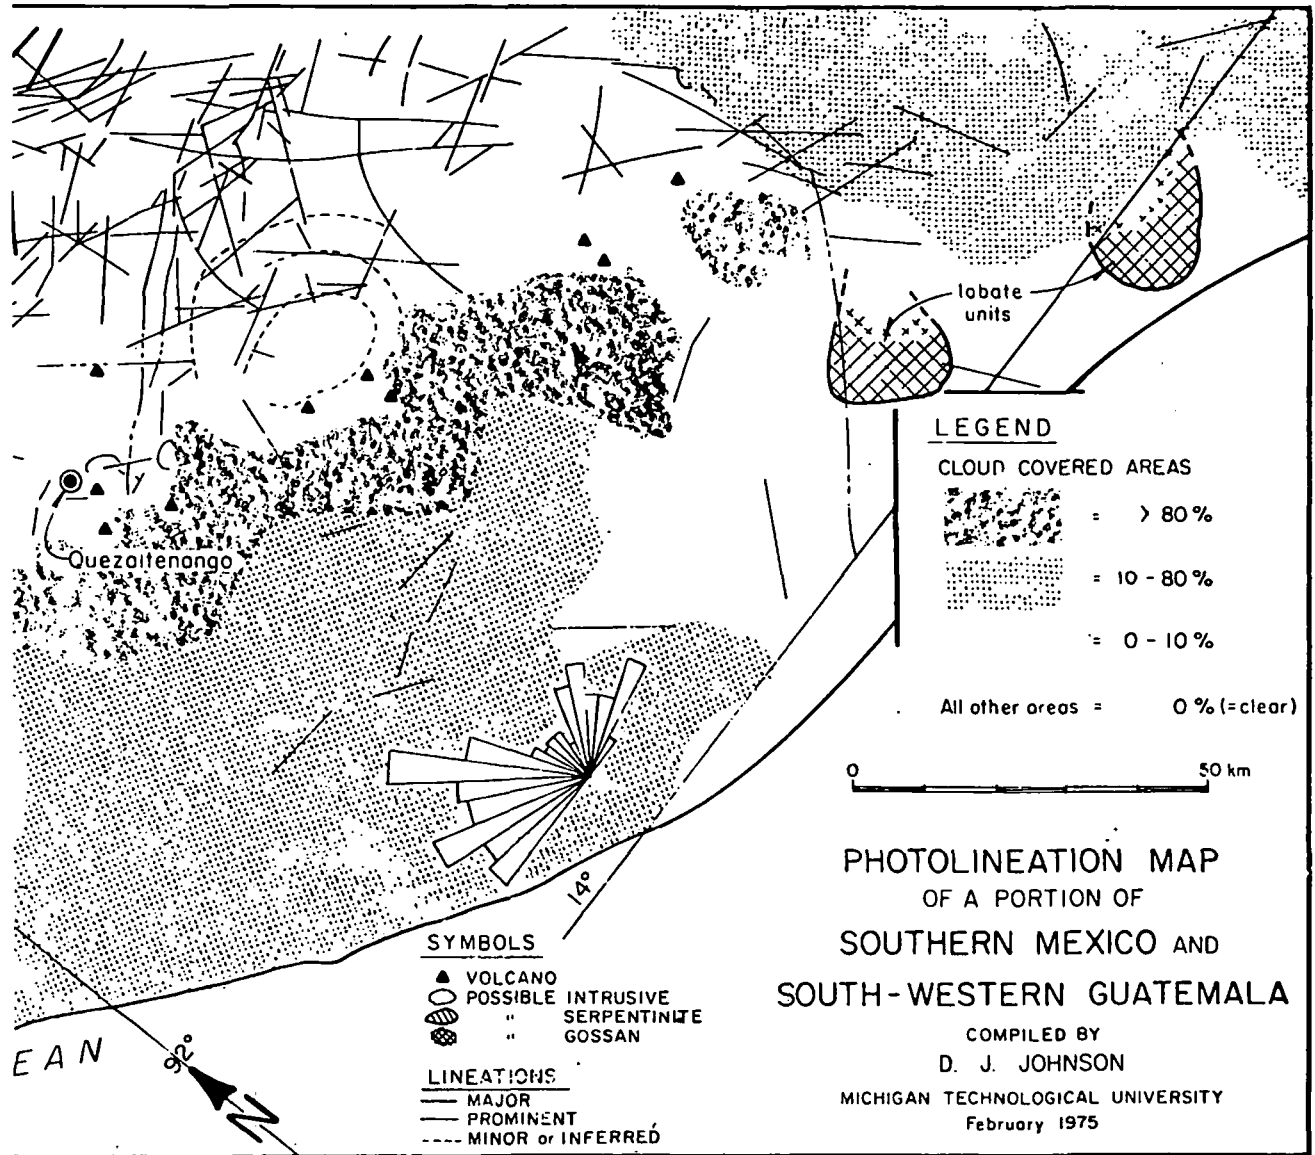 lobate
units
LEGEND
CLOUD COVERED AREAS
= > 80 %
= 10 - 80 %
= 0 - 10 %
All other areas = 0 % (=clear)
Quezaltenango
0 50 km
14°
PHOTOLINEATION MAP
OF A PORTION OF
SOUTHERN MEXICO AND
SOUTH-WESTERN GUATEMALA
COMPILED BY
D. J. JOHNSON
MICHIGAN TECHNOLOGICAL UNIVERSITY
February 1975
SYMBOLS
VOLCANO
POSSIBLE INTRUSIVE
" SERPENTINITE
" GOSSAN
LINEATIONS
MAJOR
PROMINENT
MINOR or INFERRED
EAN
92°
N